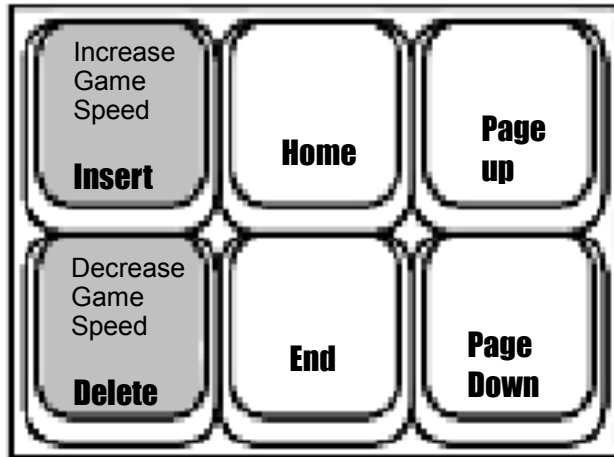 Increase
Game
Speed
Insert
Home
Page
up
Decrease
Game
Speed
Delete
End
Page
Down